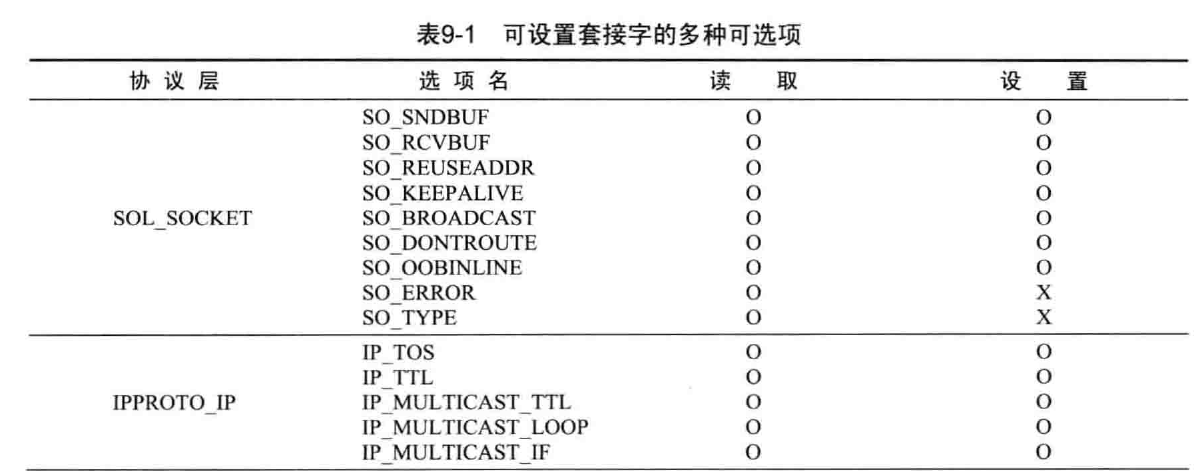 表9-1 可设置套接字的多种可选项
协 议 层 选 项 名 读 取 设 置
SO_SNDBUF O O
SO_RCVBUF O O
SO_REUSEADDR O O
SO_KEEPALIVE O O
SOL_SOCKET SO_BROADCAST O O
SO_DONTROUTE O O
SO_OOBINLINE O O
SO_ERROR O X
SO_TYPE O X
IP_TOS O O
IP_TTL O O
IPPROTO_IP IP_MULTICAST_TTL O O
IP_MULTICAST_LOOP O O
IP_MULTICAST_IF O O